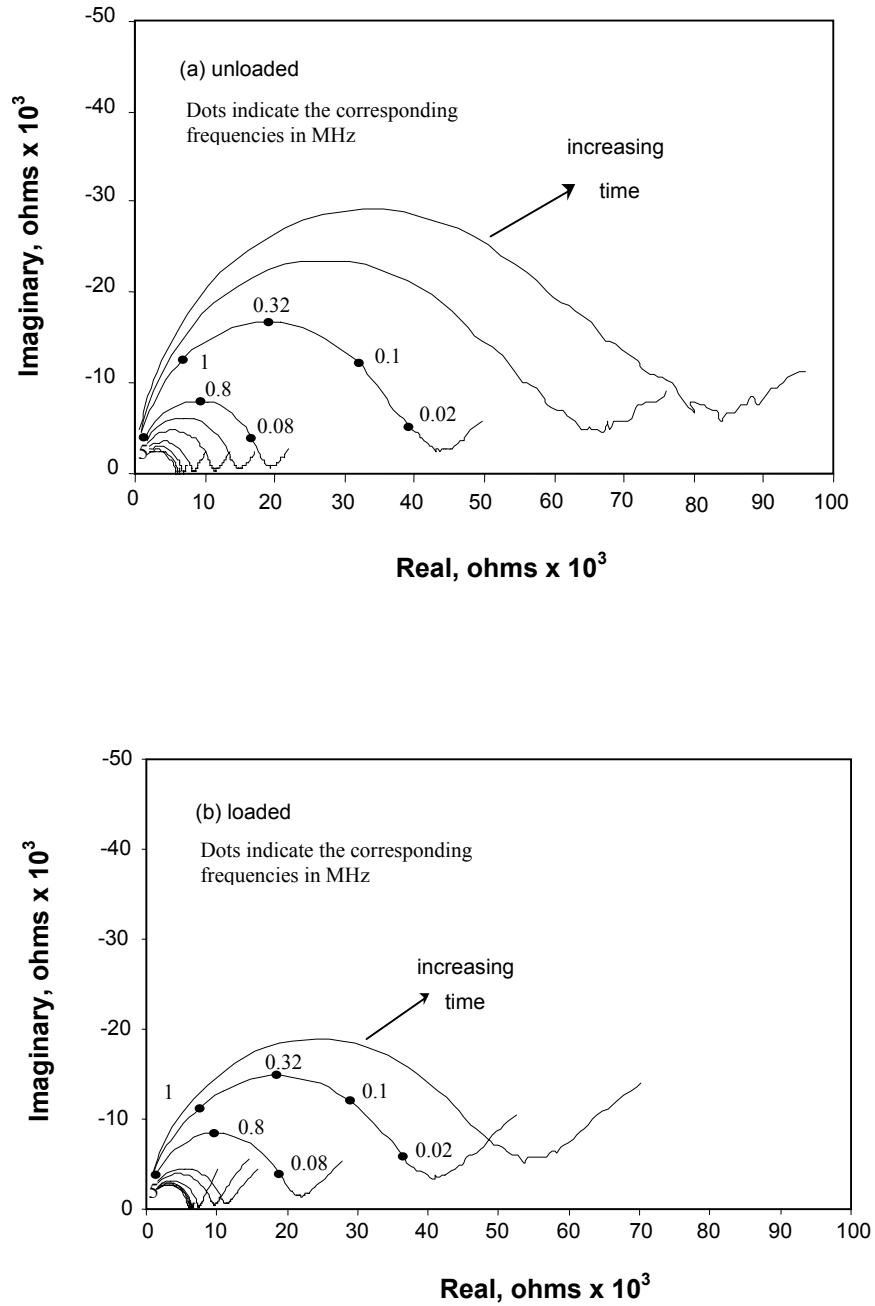 -50
(a) unloaded
-40
Dots indicate the corresponding
frequencies in MHz
increasing
time
-30
-20
0.32
1
0.1
-10
0.8
0.02
0.08
5
0
0 10 20 30 40 50 60 70 80 90 100
Imaginary, ohms x 10³
Real, ohms x 10³
-50
(b) loaded
-40
Dots indicate the corresponding
frequencies in MHz
-30
increasing
time
-20
0.32
1
0.1
-10
0.8
0.02
0.08
5
0
0 10 20 30 40 50 60 70 80 90 100
Imaginary, ohms x 10³
Real, ohms x 10³